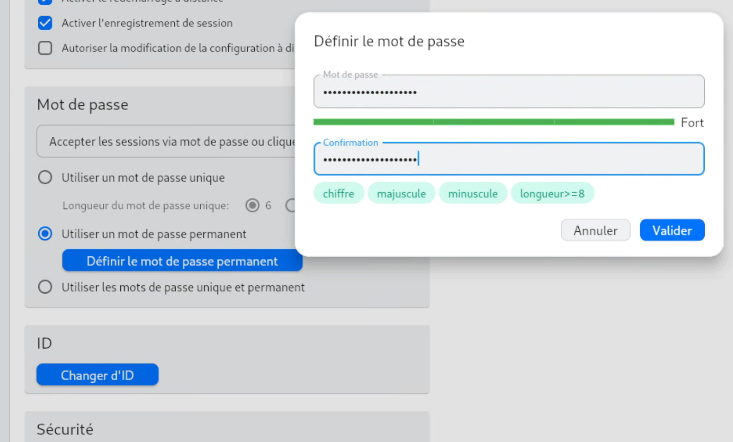 Activer l'enregistrement de session
Autoriser la modification de la configuration à di
Mot de passe
Accepter les sessions via mot de passe ou clique
Utiliser un mot de passe unique
Longueur du mot de passe unique: 6
Utiliser un mot de passe permanent
Définir le mot de passe permanent
Utiliser les mots de passe unique et permanent
ID
Changer d'ID
Sécurité
Définir le mot de passe
Mot de passe
••••••••••••••••••••
Fort
Confirmation
••••••••••••••••••••
chiffre majuscule minuscule longueur>=8
Annuler Valider